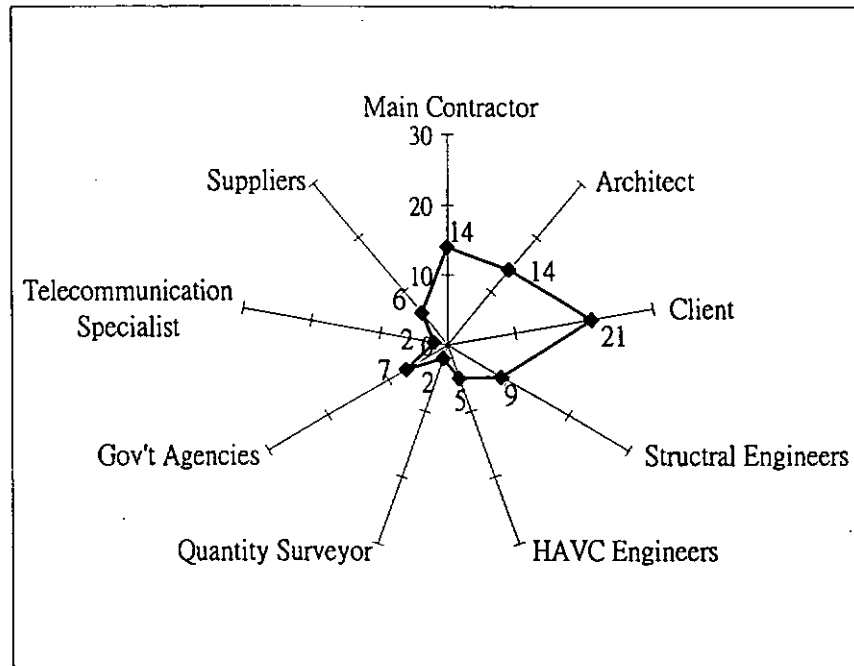 Main Contractor
30
Suppliers
Architect
20
14
10
14
6
Telecommunication
Specialist
Client
2
0
21
7
2
5
9
Gov't Agencies
Structral Engineers
Quantity Surveyor
HAVC Engineers